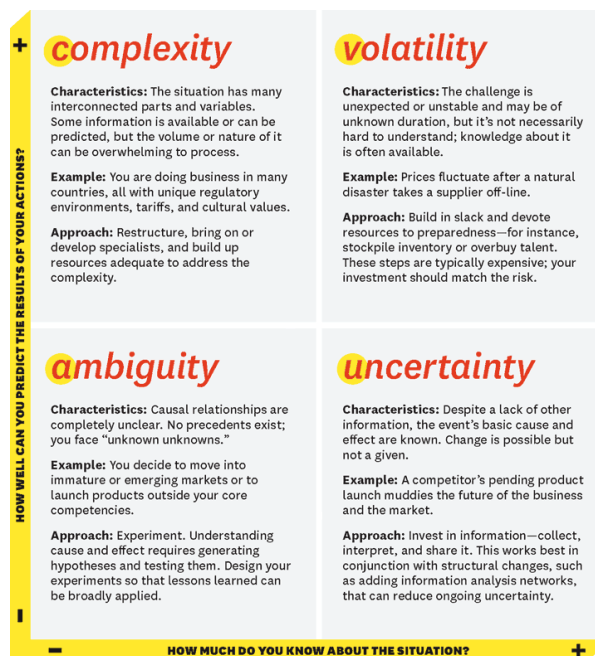 +
HOW WELL CAN YOU PREDICT THE RESULTS OF YOUR ACTIONS?
–
complexity
Characteristics: The situation has many
interconnected parts and variables.
Some information is available or can be
predicted, but the volume or nature of it
can be overwhelming to process.
Example: You are doing business in many
countries, all with unique regulatory
environments, tariffs, and cultural values.
Approach: Restructure, bring on or
develop specialists, and build up
resources adequate to address the
complexity.
volatility
Characteristics: The challenge is
unexpected or unstable and may be of
unknown duration, but it’s not necessarily
hard to understand; knowledge about it
is often available.
Example: Prices fluctuate after a natural
disaster takes a supplier off-line.
Approach: Build in slack and devote
resources to preparedness—for instance,
stockpile inventory or overbuy talent.
These steps are typically expensive; your
investment should match the risk.
ambiguity
Characteristics: Causal relationships are
completely unclear. No precedents exist;
you face “unknown unknowns.”
Example: You decide to move into
immature or emerging markets or to
launch products outside your core
competencies.
Approach: Experiment. Understanding
cause and effect requires generating
hypotheses and testing them. Design your
experiments so that lessons learned can
be broadly applied.
uncertainty
Characteristics: Despite a lack of other
information, the event’s basic cause and
effect are known. Change is possible but
not a given.
Example: A competitor’s pending product
launch muddies the future of the business
and the market.
Approach: Invest in information—collect,
interpret, and share it. This works best in
conjunction with structural changes, such
as adding information analysis networks,
that can reduce ongoing uncertainty.
– HOW MUCH DO YOU KNOW ABOUT THE SITUATION? +